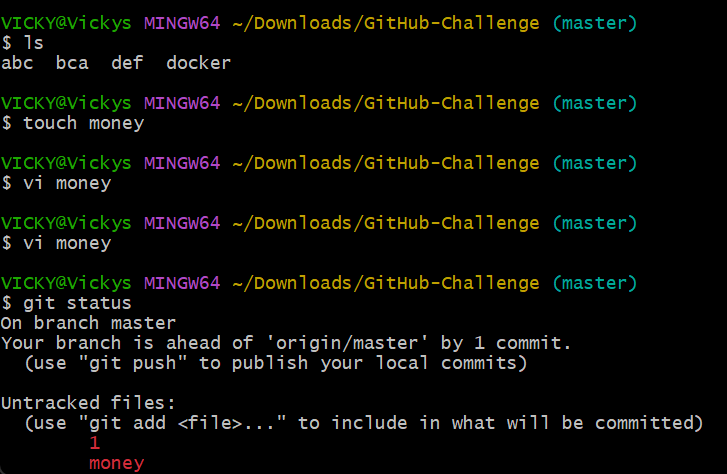 VICKY@Vickys MINGW64 ~/Downloads/GitHub-Challenge (master)
$ ls
abc  bca  def  docker
VICKY@Vickys MINGW64 ~/Downloads/GitHub-Challenge (master)
$ touch money
VICKY@Vickys MINGW64 ~/Downloads/GitHub-Challenge (master)
$ vi money
VICKY@Vickys MINGW64 ~/Downloads/GitHub-Challenge (master)
$ vi money
VICKY@Vickys MINGW64 ~/Downloads/GitHub-Challenge (master)
$ git status
On branch master
Your branch is ahead of 'origin/master' by 1 commit.
  (use "git push" to publish your local commits)
Untracked files:
  (use "git add <file>..." to include in what will be committed)
        1
        money